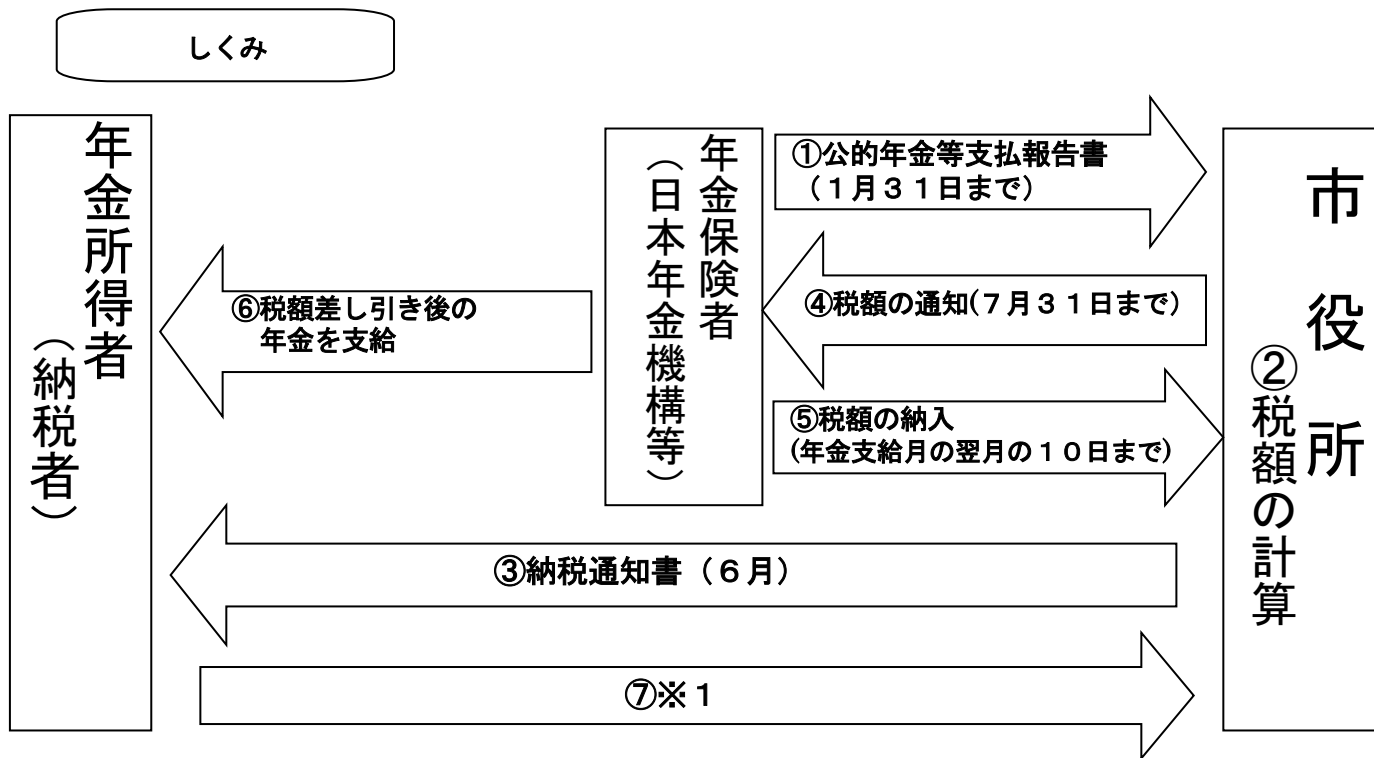 しくみ
年金所得者
（納税者）
年金保険者
（日本年金機構等）
①公的年金等支払報告書
（１月３１日まで）
④税額の通知(７月３１日まで）
⑤税額の納入
(年金支給月の翌月の１０日まで)
⑥税額差し引き後の
年金を支給
③納税通知書（６月）
⑦※１
市役所
②税額の計算